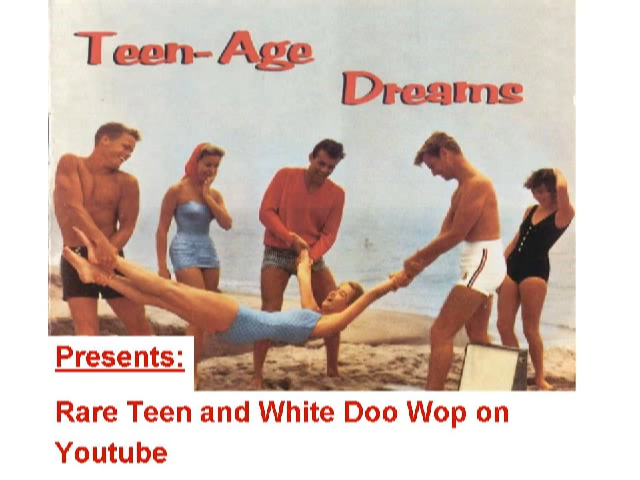 Teen-Age
Dreams
Presents:
Rare Teen and White Doo Wop on
Youtube